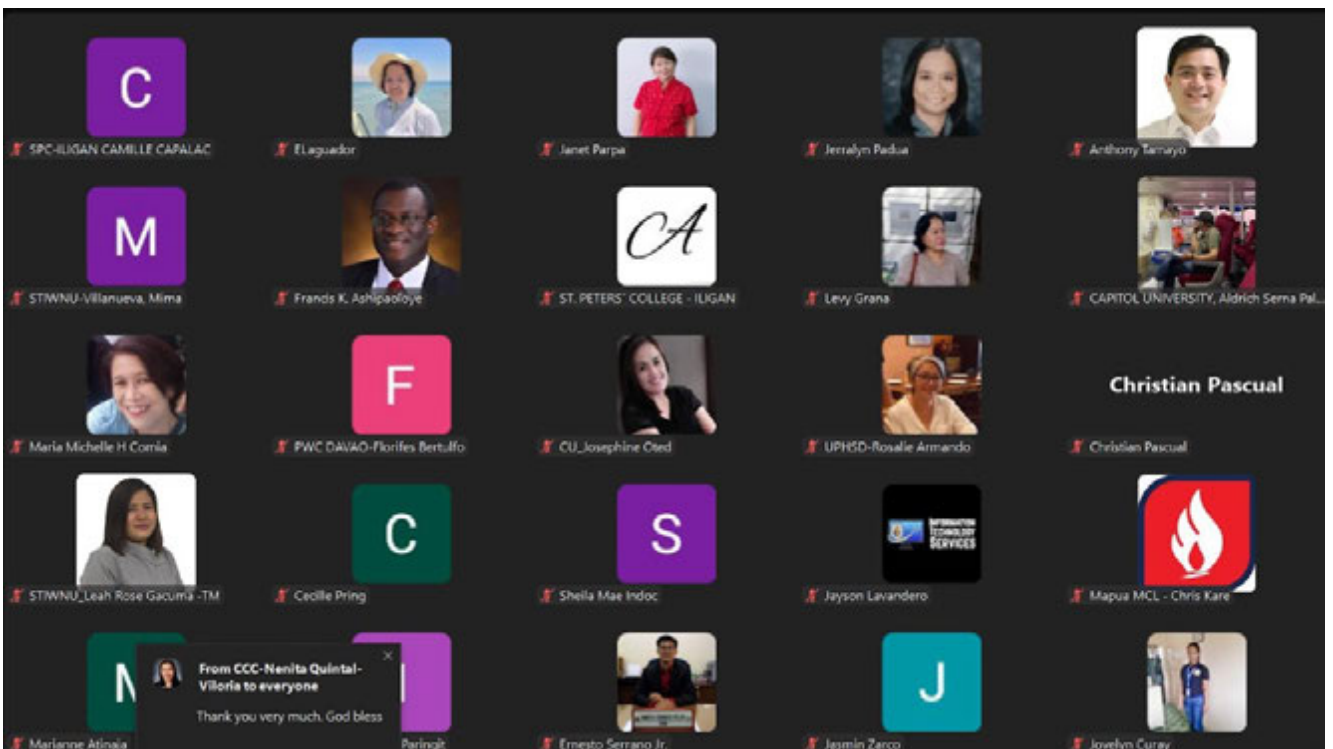 C
SPC-ILIGAN CAMILLE CAPALAC
ELaguador
Janet Parpa
Jerralyn Padua
Anthony Tamayo
M
STIWNU-Villanueva, Mima
Francis K. Ashipaoloye
A
ST. PETERS' COLLEGE - ILIGAN
Levy Grana
CAPITOL UNIVERSITY, Aldrich Serna Pal...
Maria Michelle H Comia
F
PWC DAVAO-Florifes Bertulfo
CU_Josephine Oted
UPHSD-Rosalie Armando
Christian Pascual
Christian Pascual
STIWNU_Leah Rose Gacuma -TM
C
Cecille Pring
S
Sheila Mae Indoc
INFORMATION
TECHNOLOGY
SERVICES
Jayson Lavandero
Mapua MCL - Chris Kare
From CCC-Nenita Quintal-
Viloria to everyone
Thank you very much. God bless
Marianne Atinaja
Paringit
Ernesto Serrano Jr.
J
Jasmin Zarco
Jovelyn Curay